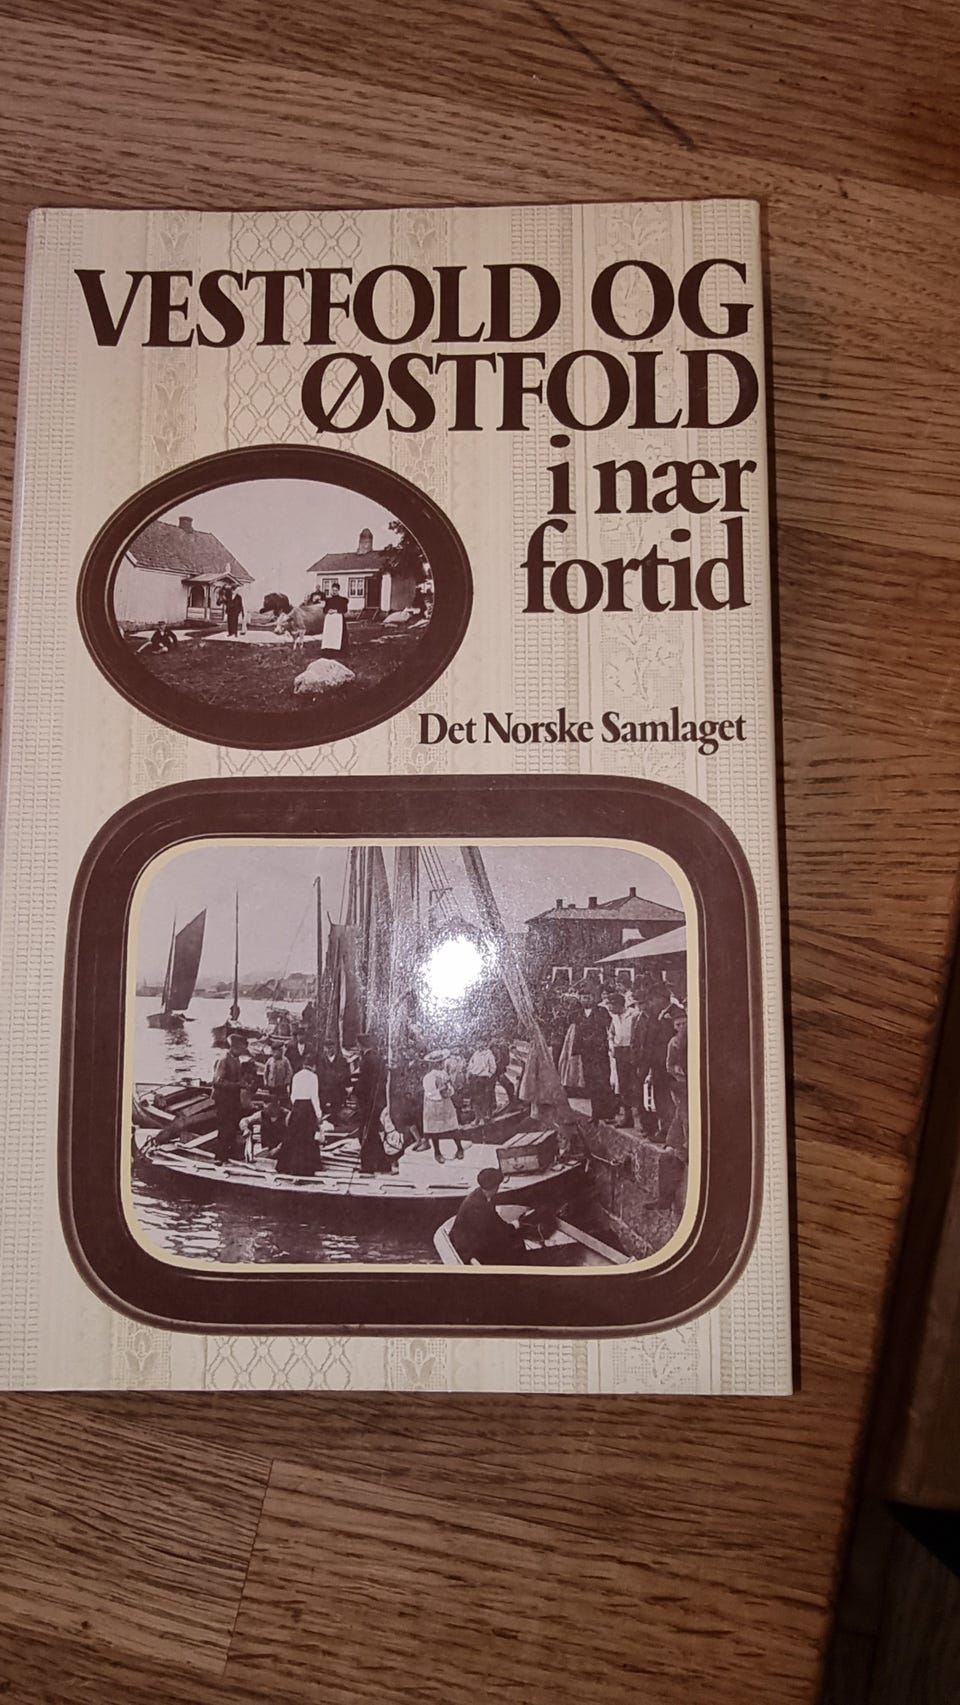 VESTFOLD OG
ØSTFOLD
i nær
fortid
Det Norske Samlaget